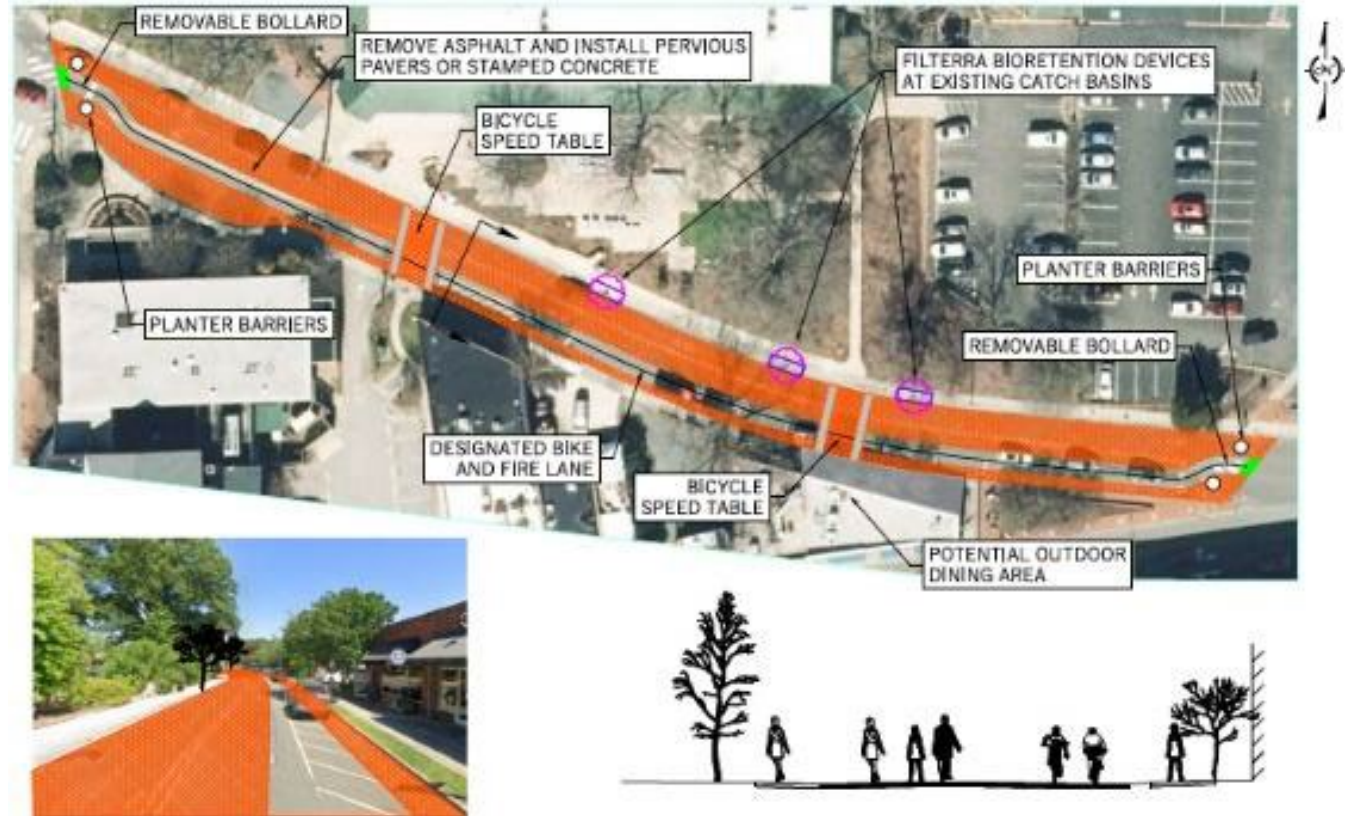 REMOVABLE BOLLARD
REMOVE ASPHALT AND INSTALL PERVIOUS
PAVERS OR STAMPED CONCRETE
FILTERRA BIORETENTION DEVICES
AT EXISTING CATCH BASINS
BICYCLE
SPEED TABLE
PLANTER BARRIERS
PLANTER BARRIERS
REMOVABLE BOLLARD
DESIGNATED BIKE
AND FIRE LANE
BICYCLE
SPEED TABLE
POTENTIAL OUTDOOR
DINING AREA